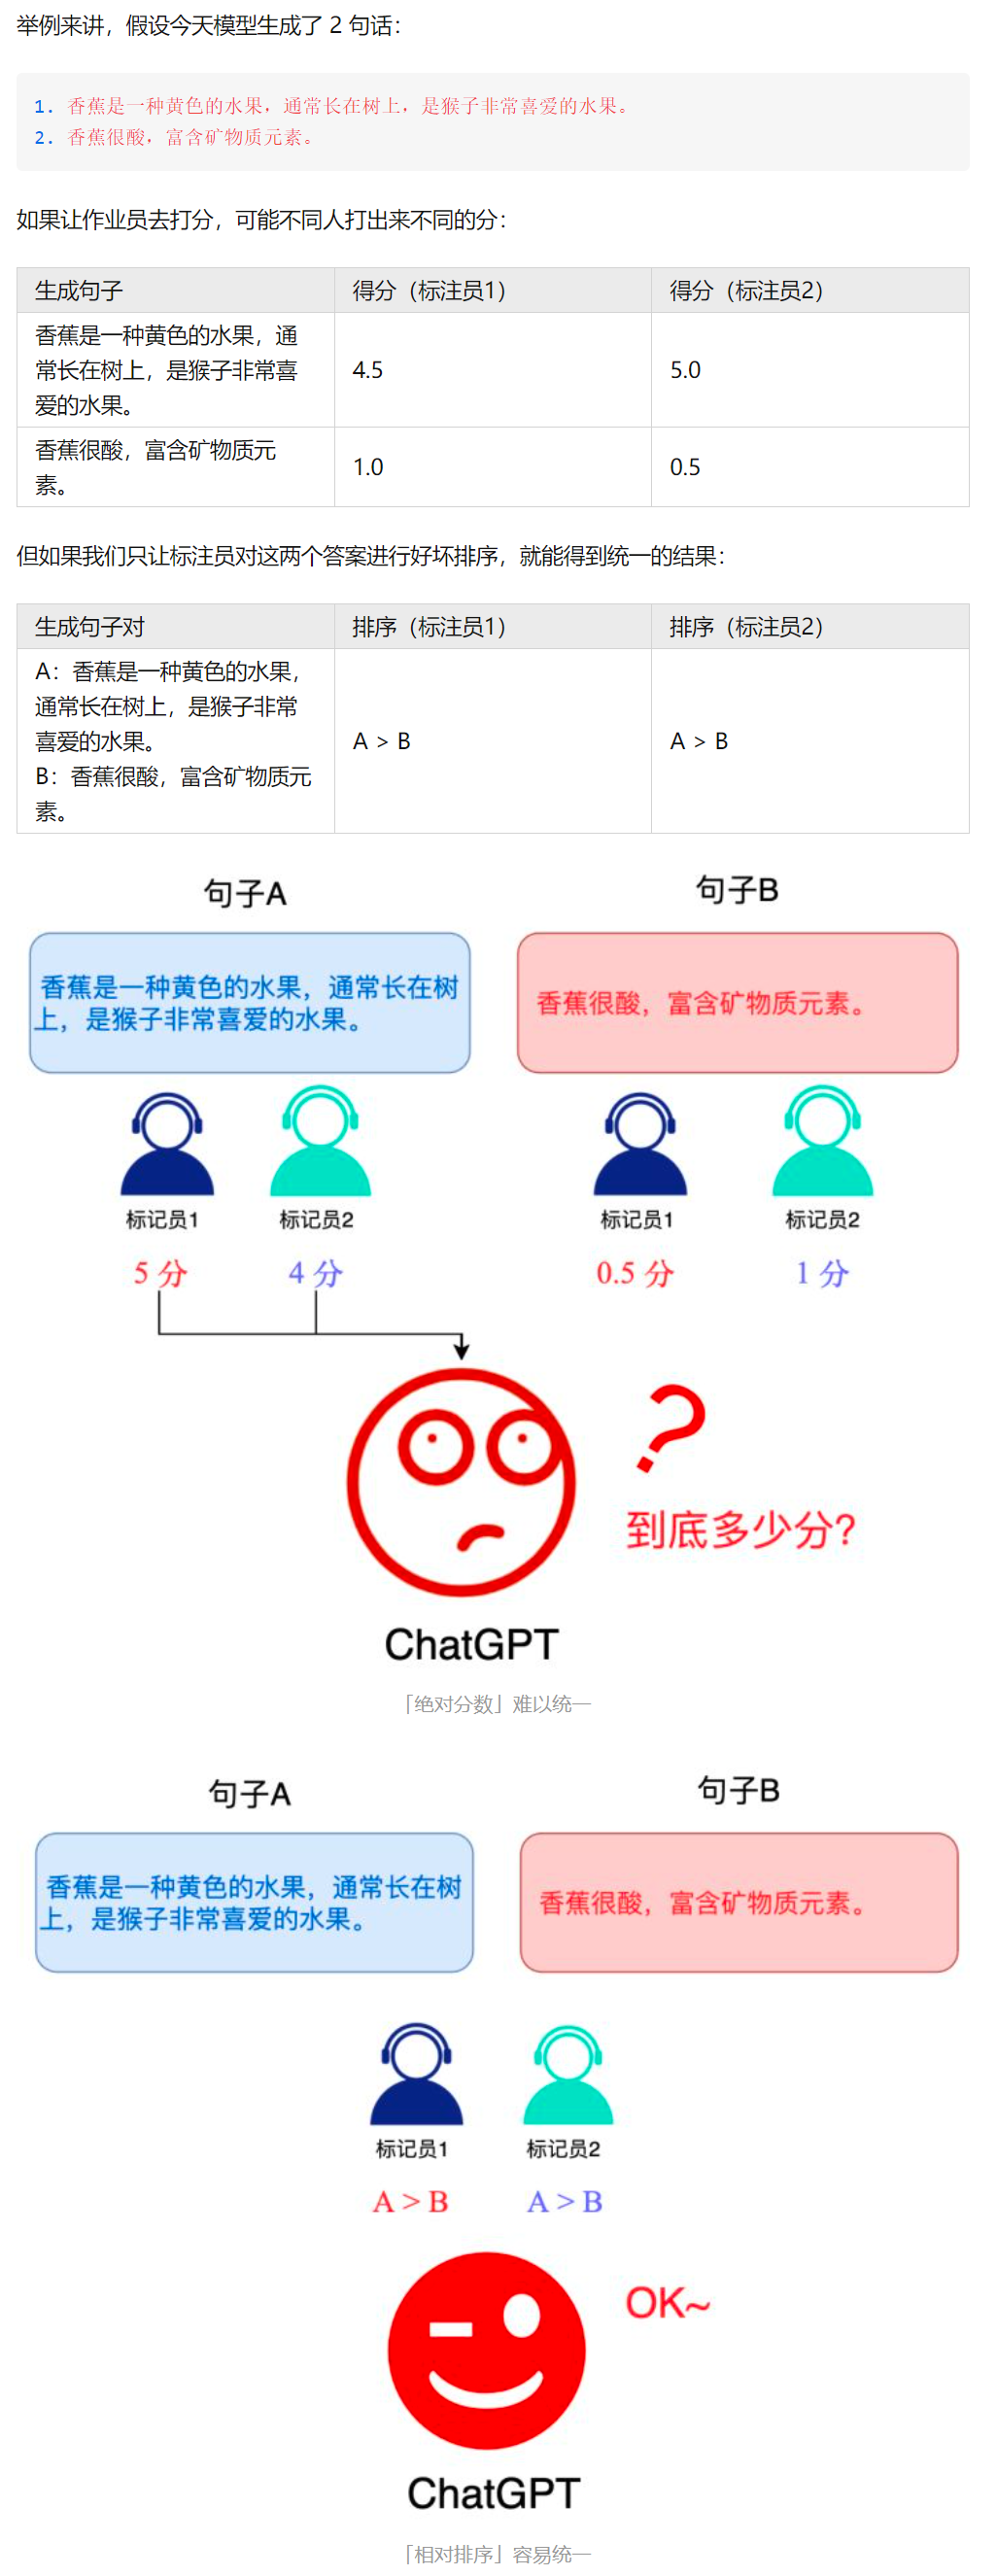 举例来讲，假设今天模型生成了 2 句话：
1. 香蕉是一种黄色的水果，通常长在树上，是猴子非常喜爱的水果。
2. 香蕉很酸，富含矿物质元素。
如果让作业员去打分，可能不同人打出来不同的分：
生成句子 得分（标注员1） 得分（标注员2）
香蕉是一种黄色的水果，通
常长在树上，是猴子非常喜
爱的水果。
4.5 5.0
香蕉很酸，富含矿物质元
素。
1.0 0.5
但如果我们只让标注员对这两个答案进行好坏排序，就能得到统一的结果：
生成句子对 排序（标注员1） 排序（标注员2）
A：香蕉是一种黄色的水果，
通常长在树上，是猴子非常
喜爱的水果。
B：香蕉很酸，富含矿物质元
素。
A > B A > B
句子A 句子B
香蕉是一种黄色的水果，通常长在树
上，是猴子非常喜爱的水果。
香蕉很酸，富含矿物质元素。
标记员1 标记员2 标记员1 标记员2
5 分 4 分 0.5 分 1 分
?
到底多少分?
ChatGPT
「绝对分数」难以统一
句子A 句子B
香蕉是一种黄色的水果，通常长在树
上，是猴子非常喜爱的水果。
香蕉很酸，富含矿物质元素。
标记员1 标记员2
A > B A > B
OK~
ChatGPT
「相对排序」容易统一